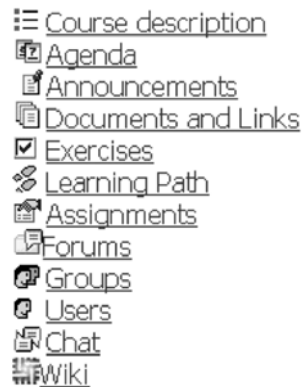 Course description
Agenda
Announcements
Documents and Links
Exercises
Learning Path
Assignments
Forums
Groups
Users
Chat
Wiki